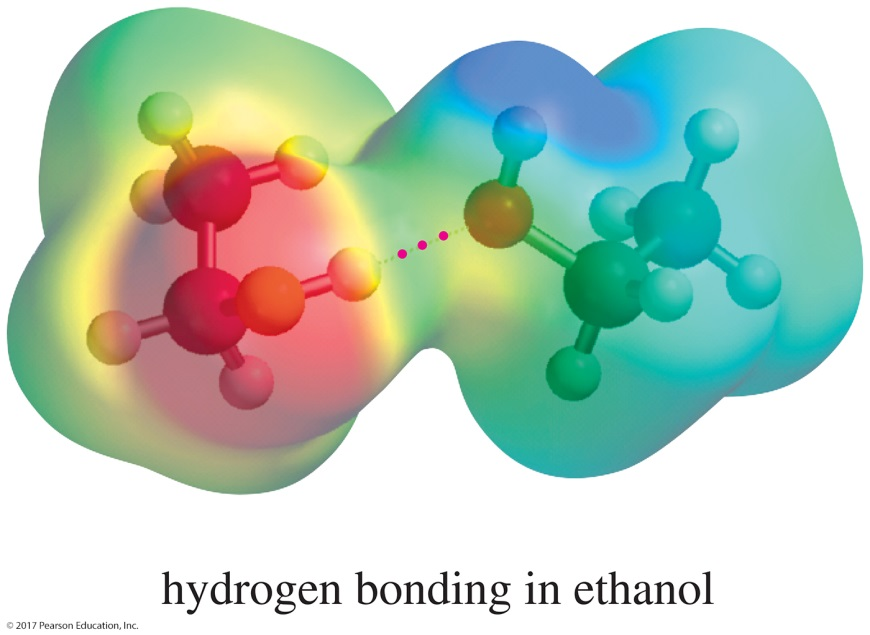 hydrogen bonding in ethanol
© 2017 Pearson Education, Inc.